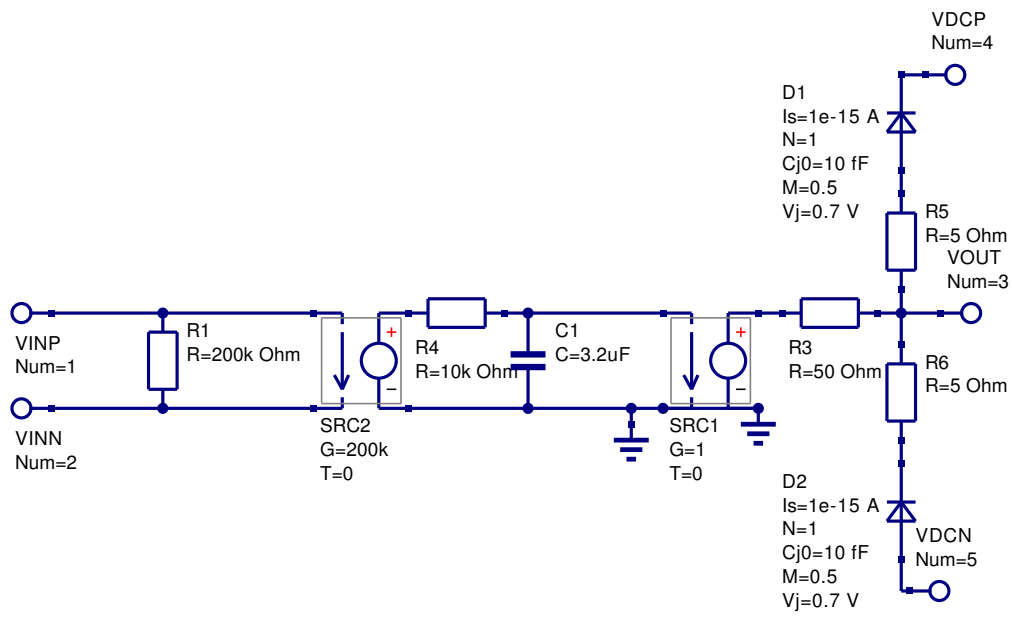 VDCP
Num=4
D1
Is=1e-15 A
N=1
Cj0=10 fF
M=0.5
Vj=0.7 V
R5
R=5 Ohm
VOUT
Num=3
VINP
Num=1
R1
R=200k Ohm
+
−
R4
R=10k Ohm
C1
C=3.2uF
+
−
R3
R=50 Ohm
R6
R=5 Ohm
VINN
Num=2
SRC2
G=200k
T=0
SRC1
G=1
T=0
D2
Is=1e-15 A
N=1
Cj0=10 fF
M=0.5
Vj=0.7 V
VDCN
Num=5